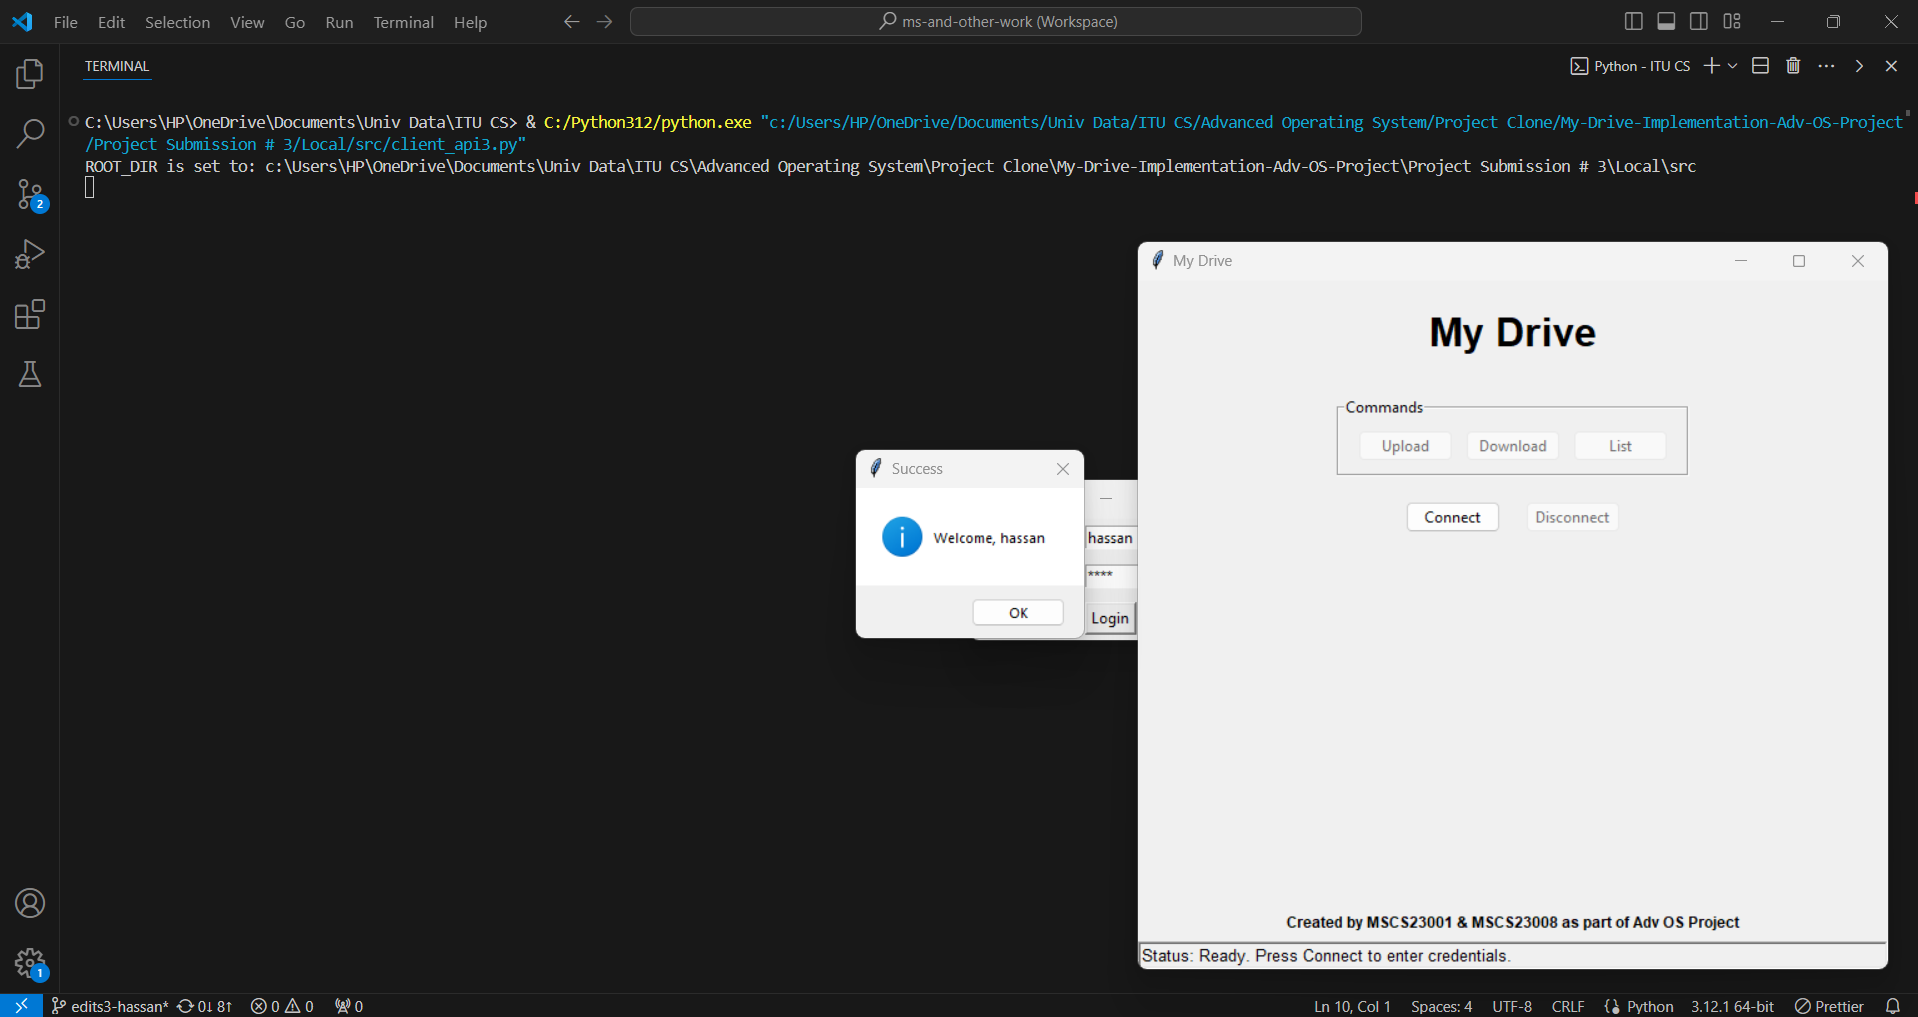 File Edit Selection View Go Run Terminal Help
ms-and-other-work (Workspace)
TERMINAL
Python - ITU CS
C:\Users\HP\OneDrive\Documents\Univ Data\ITU CS> & C:/Python312/python.exe "c:/Users/HP/OneDrive/Documents/Univ Data/ITU CS/Advanced Operating System/Project Clone/My-Drive-Implementation-Adv-OS-Project
/Project Submission # 3/Local/src/client_api3.py"
ROOT_DIR is set to: c:\Users\HP\OneDrive\Documents\Univ Data\ITU CS\Advanced Operating System\Project Clone\My-Drive-Implementation-Adv-OS-Project\Project Submission # 3\Local\src
2
My Drive
My Drive
Commands
Upload Download List
Connect Disconnect
Success
Welcome, hassan
OK
hassan
****
Login
Created by MSCS23001 & MSCS23008 as part of Adv OS Project
Status: Ready. Press Connect to enter credentials.
1
edits3-hassan* 0↓ 8↑ 0 0 0
Ln 10, Col 1 Spaces: 4 UTF-8 CRLF Python 3.12.1 64-bit Prettier